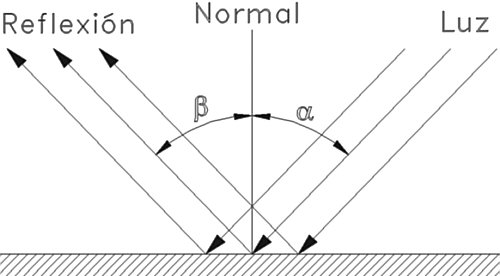 Reflexión
Normal
Luz
β
α